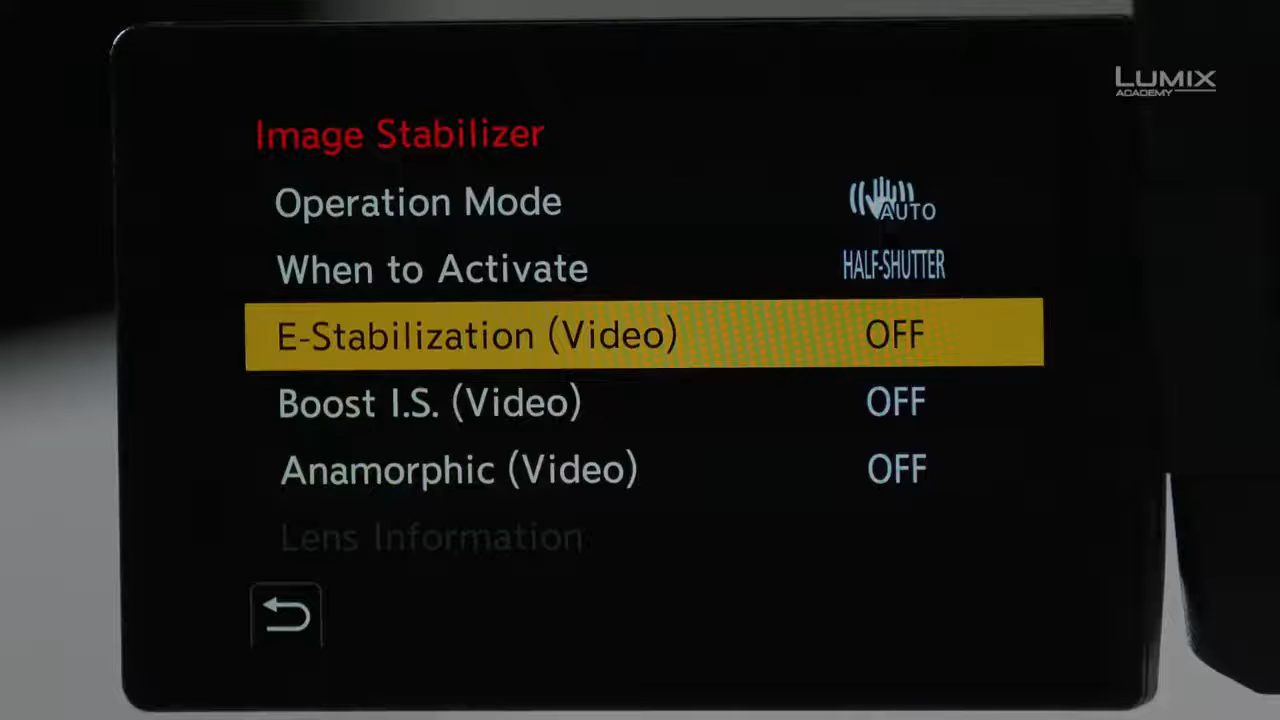 LUMIX
ACADEMY
Image Stabilizer
Operation Mode AUTO
When to Activate HALF-SHUTTER
E-Stabilization (Video) OFF
Boost I.S. (Video) OFF
Anamorphic (Video) OFF
Lens Information